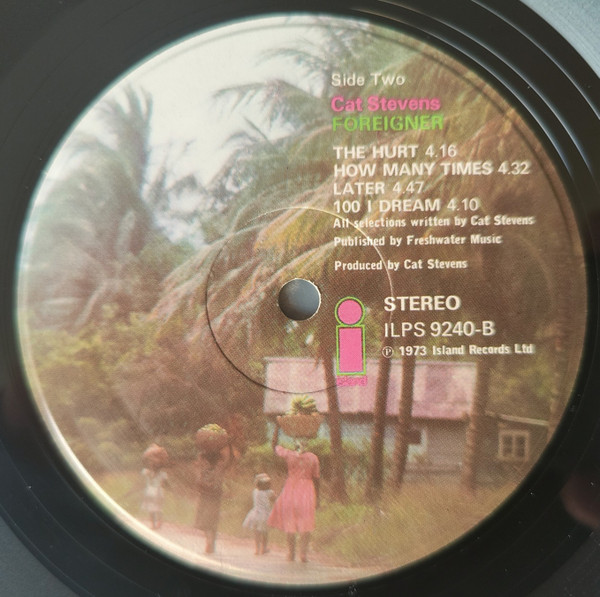 Side Two
Cat Stevens
FOREIGNER
THE HURT 4.16
HOW MANY TIMES 4.32
LATER 4.47
100 I DREAM 4.10
All selections written by Cat Stevens
Published by Freshwater Music
Produced by Cat Stevens
STEREO
ILPS 9240-B
℗ 1973 Island Records Ltd
i
island